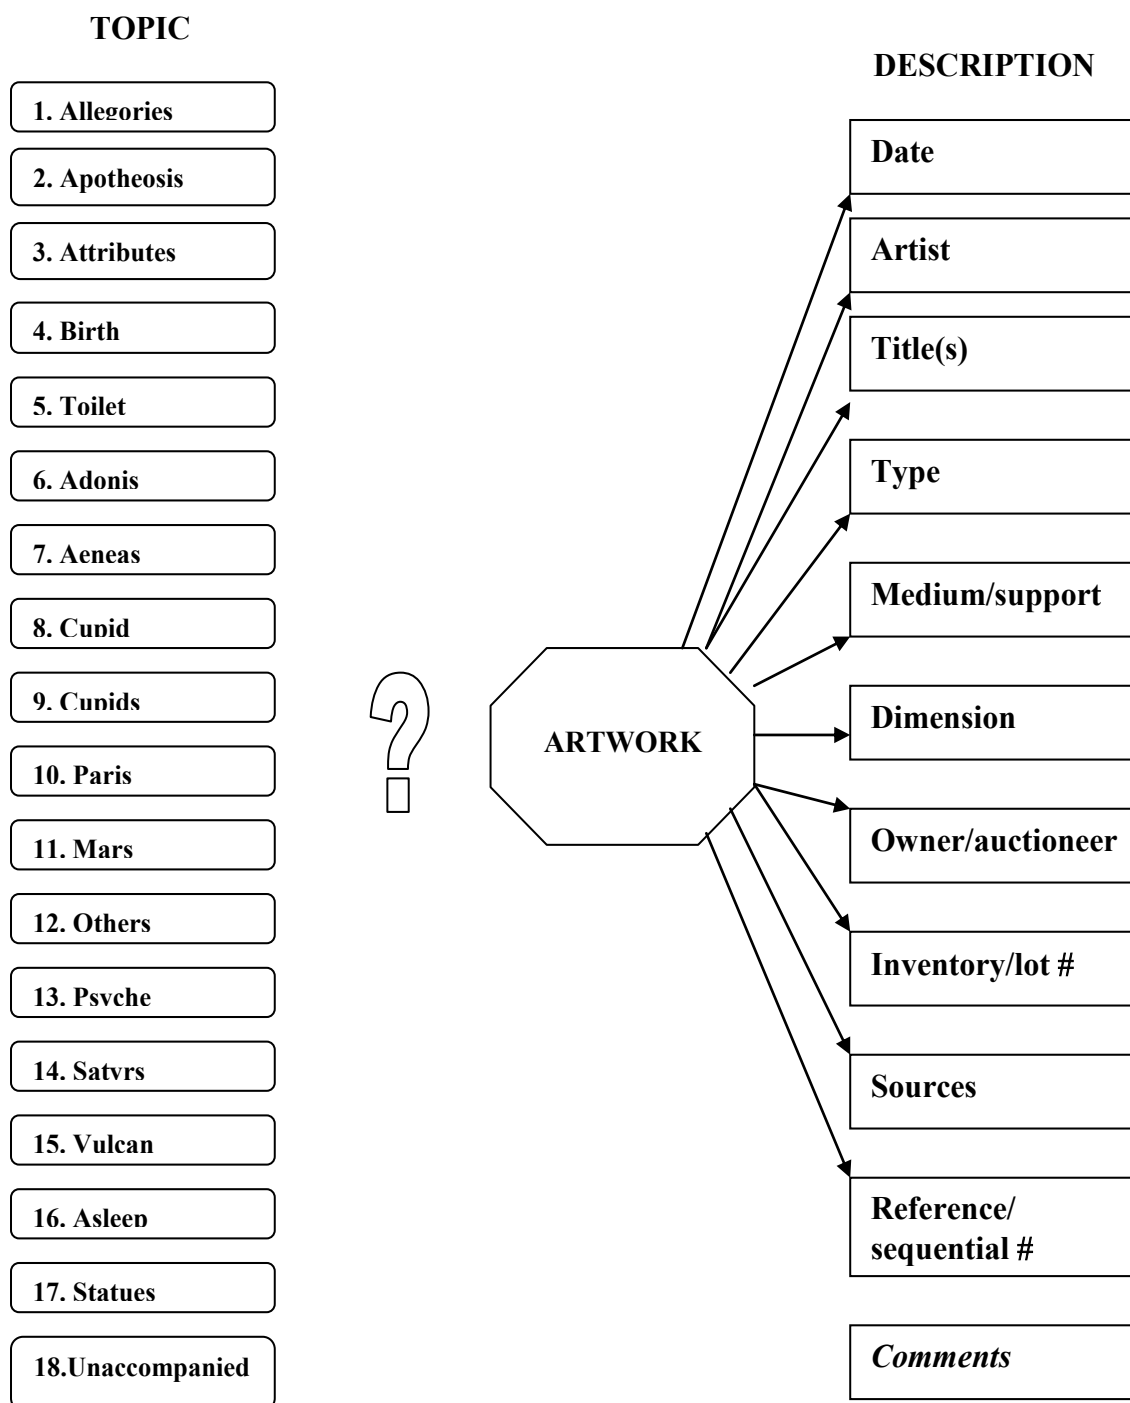 TOPIC
1. Allegories
2. Apotheosis
3. Attributes
4. Birth
5. Toilet
6. Adonis
7. Aeneas
8. Cupid
9. Cupids
10. Paris
11. Mars
12. Others
13. Psyche
14. Satyrs
15. Vulcan
16. Asleep
17. Statues
18.Unaccompanied
?
ARTWORK
DESCRIPTION
Date
Artist
Title(s)
Type
Medium/support
Dimension
Owner/auctioneer
Inventory/lot #
Sources
Reference/
sequential #
Comments